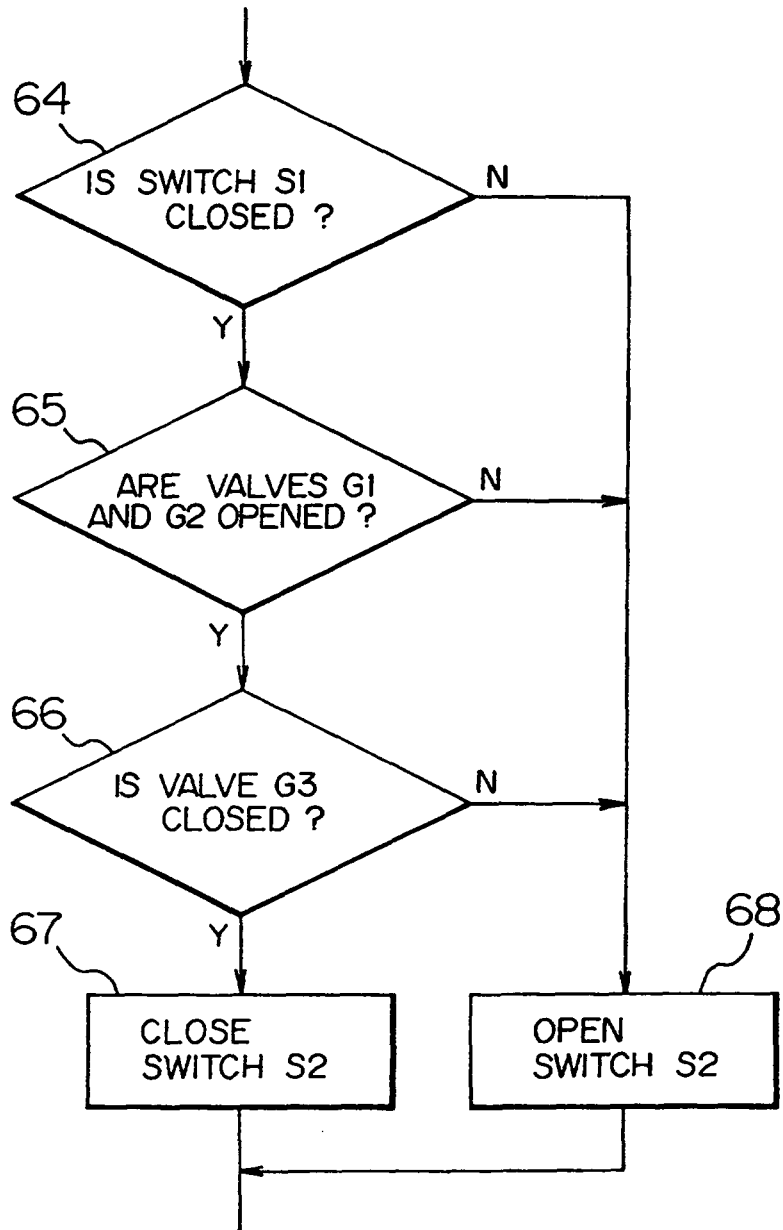 64
IS SWITCH S1
CLOSED ?
N
Y
65
ARE VALVES G1
AND G2 OPENED ?
N
Y
66
IS VALVE G3
CLOSED ?
N
Y
67
CLOSE
SWITCH S2
68
OPEN
SWITCH S2